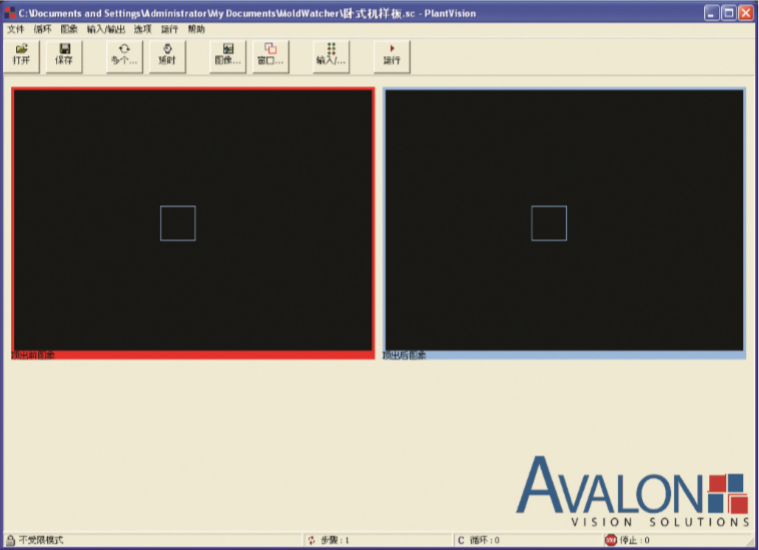 C:\Documents and Settings\Administrator\My Documents\MoldWatcher\卧式机样板.sc - PlantVision
文件 循环 图象 输入/输出 选项 运行 帮助
打开 保存 多个... 延时 图像... 窗口... 输入/... 运行
顶出前图象 顶出后图象
AVALON
VISION SOLUTIONS
不受限模式 步骤:1 C 循环:0 STOP 停止:0